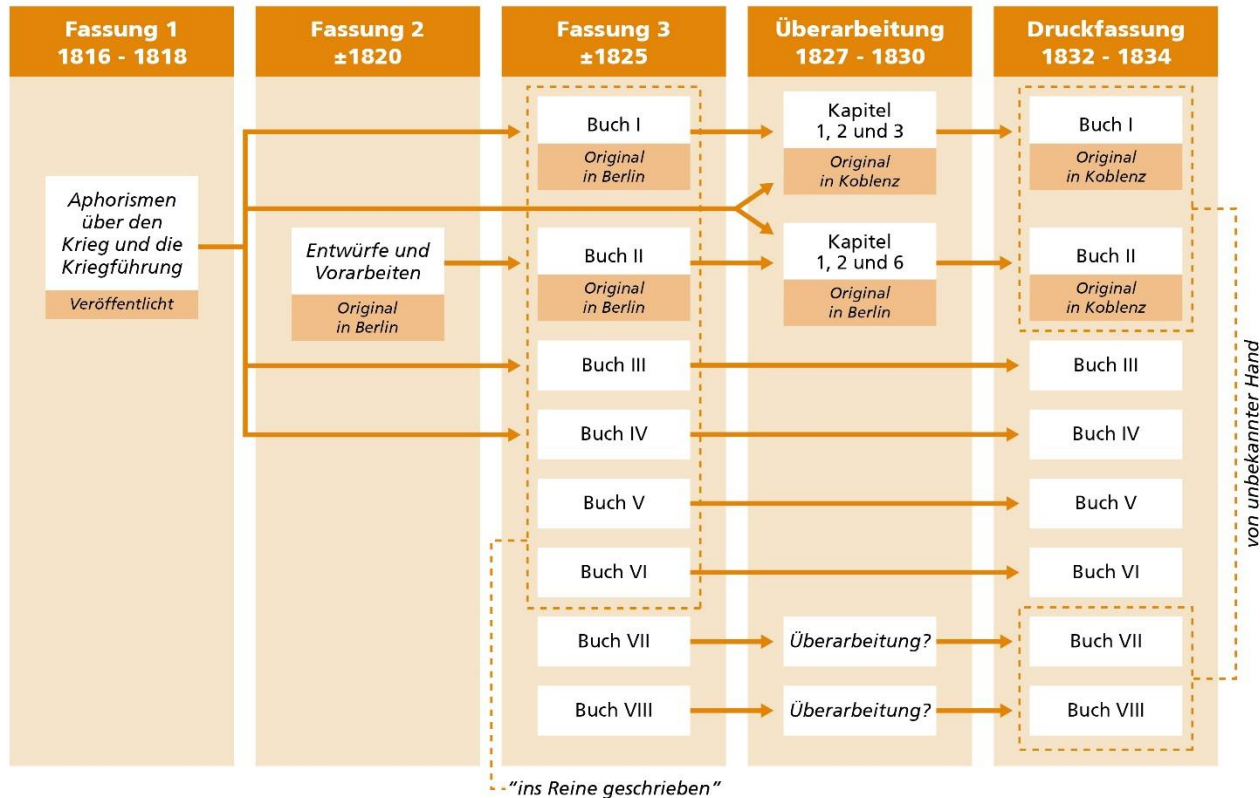 Fassung 1
1816 - 1818
Aphorismen
über den
Krieg und die
Kriegführung
Veröffentlicht
Fassung 2
±1820
Entwürfe und
Vorarbeiten
Original
in Berlin
Fassung 3
±1825
Buch I
Original
in Berlin
Buch II
Original
in Berlin
Buch III
Buch IV
Buch V
Buch VI
Buch VII
Buch VIII
"ins Reine geschrieben"
Überarbeitung
1827 - 1830
Kapitel
1, 2 und 3
Original
in Koblenz
Kapitel
1, 2 und 6
Original
in Berlin
Überarbeitung?
Überarbeitung?
Druckfassung
1832 - 1834
Buch I
Original
in Koblenz
Buch II
Original
in Koblenz
Buch III
Buch IV
Buch V
Buch VI
Buch VII
Buch VIII
von unbekannter Hand